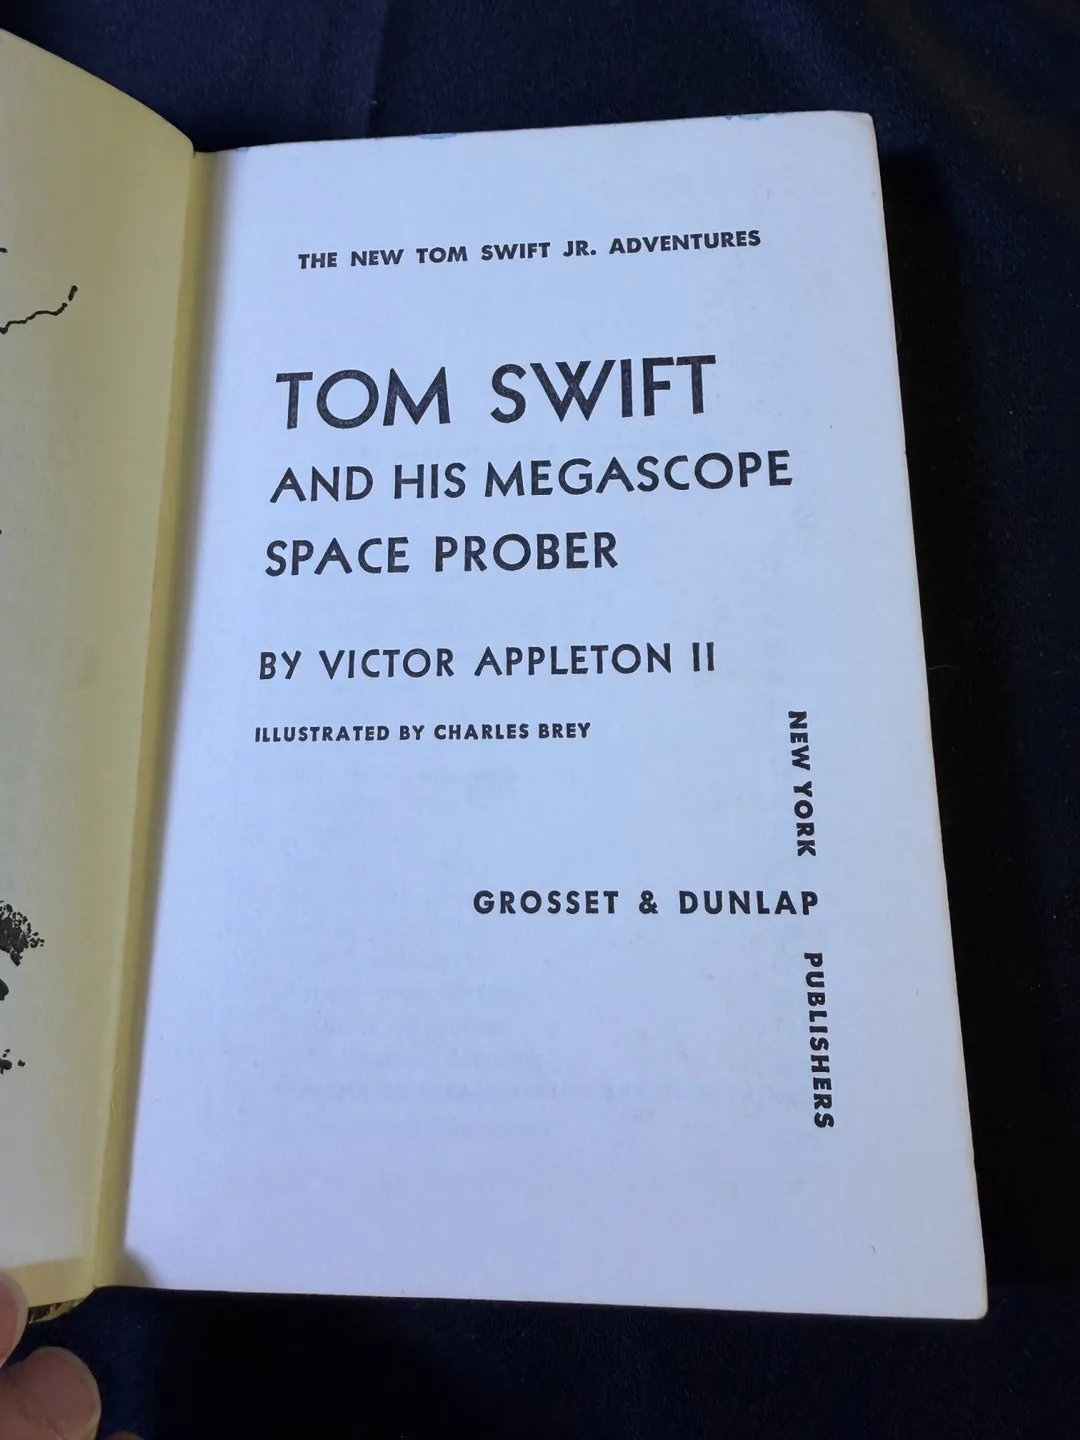 THE NEW TOM SWIFT JR. ADVENTURES
TOM SWIFT
AND HIS MEGASCOPE
SPACE PROBER
BY VICTOR APPLETON II
ILLUSTRATED BY CHARLES BREY
NEW YORK
GROSSET & DUNLAP
PUBLISHERS